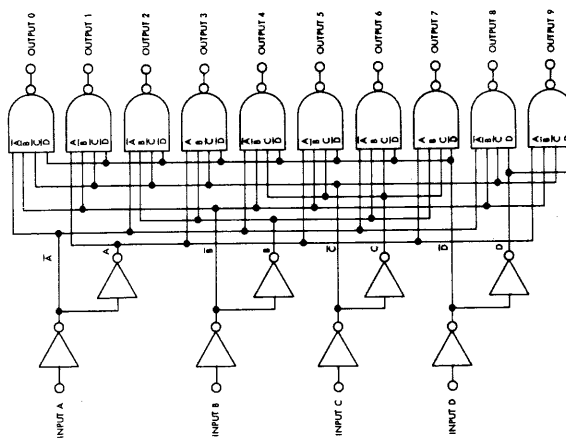 OUTPUT 0
OUTPUT 1
OUTPUT 2
OUTPUT 3
OUTPUT 4
OUTPUT 5
OUTPUT 6
OUTPUT 7
OUTPUT 8
OUTPUT 9
A̅ B̅ C̅ D̅
A B̅ C̅ D̅
A̅ B C̅ D̅
A B C̅ D̅
A̅ B̅ C D̅
A B̅ C D̅
A̅ B C D̅
A B C D̅
A̅ B̅ C̅ D
A B̅ C̅ D
A̅
A
B̅
B
C̅
C
D̅
D
INPUT A
INPUT B
INPUT C
INPUT D